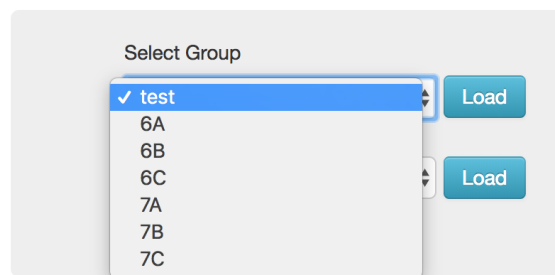 Select Group
✓ test Load
6A
6B
6C Load
7A
7B
7C